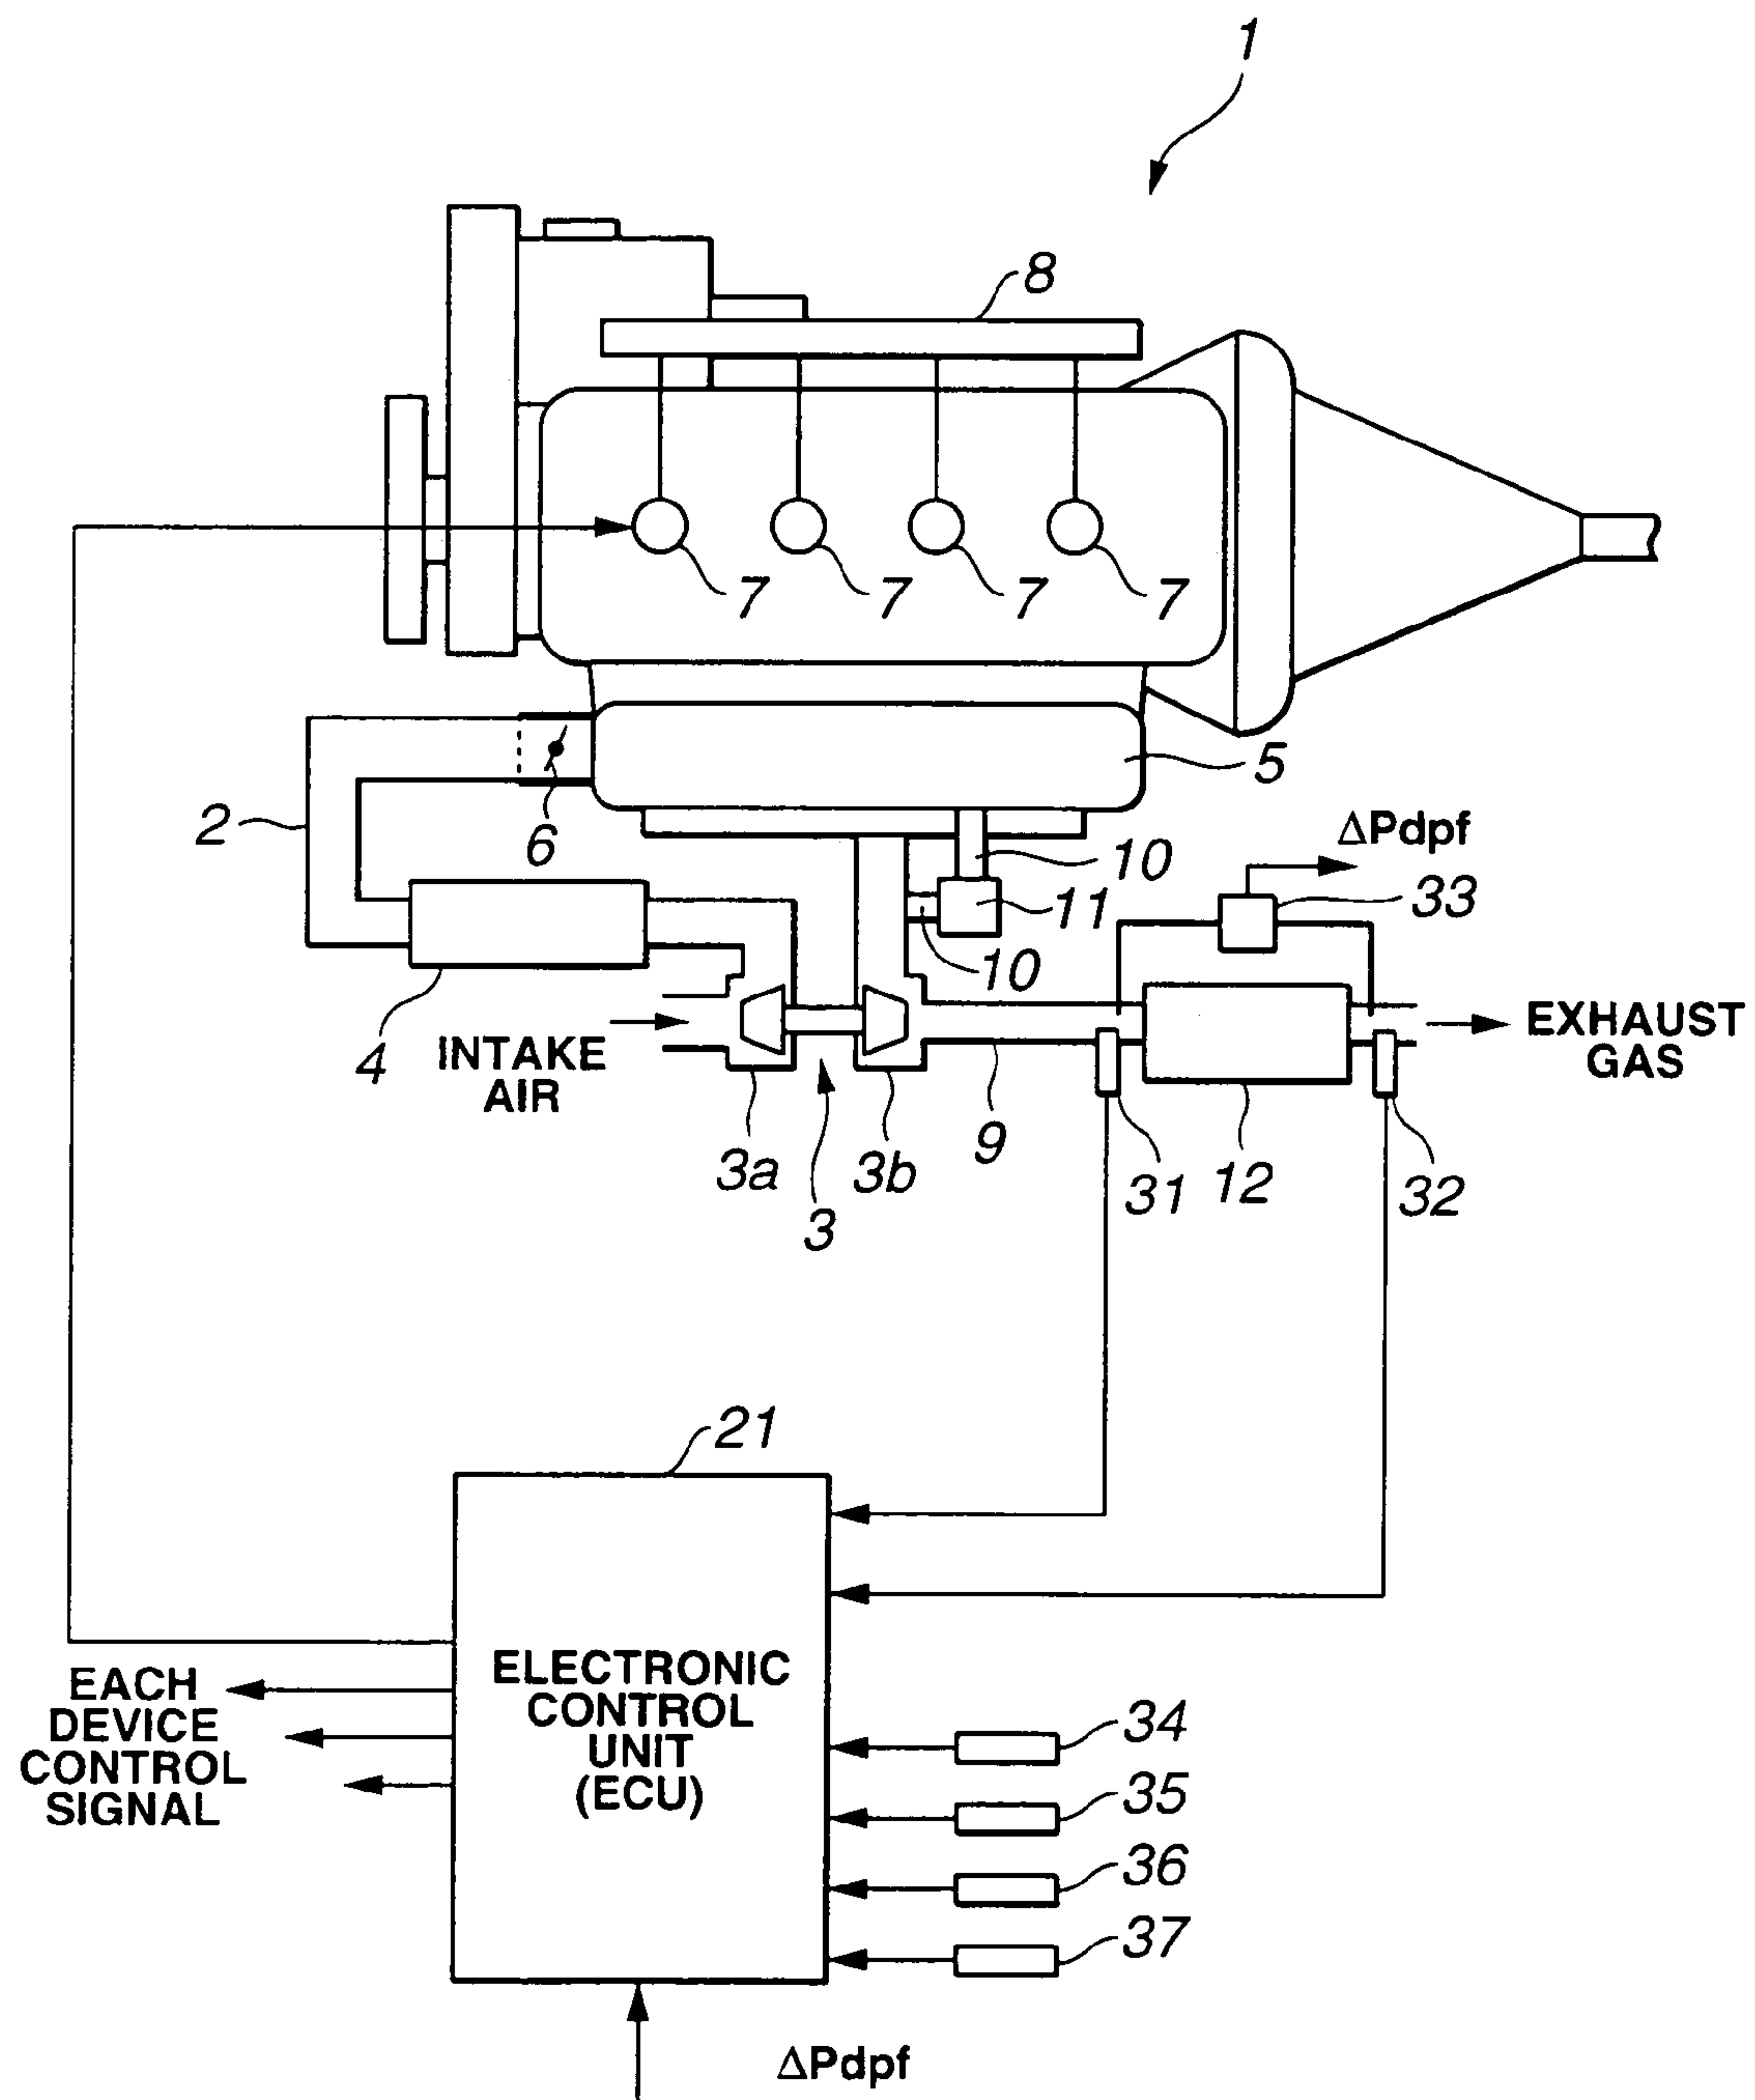 1
8
7
7
7
7
5
2
6
ΔPdpf
10
11
33
10
4
INTAKE
AIR
EXHAUST
GAS
3a
3b
3
9
31
12
32
21
ELECTRONIC
CONTROL
UNIT
(ECU)
EACH
DEVICE
CONTROL
SIGNAL
34
35
36
37
ΔPdpf